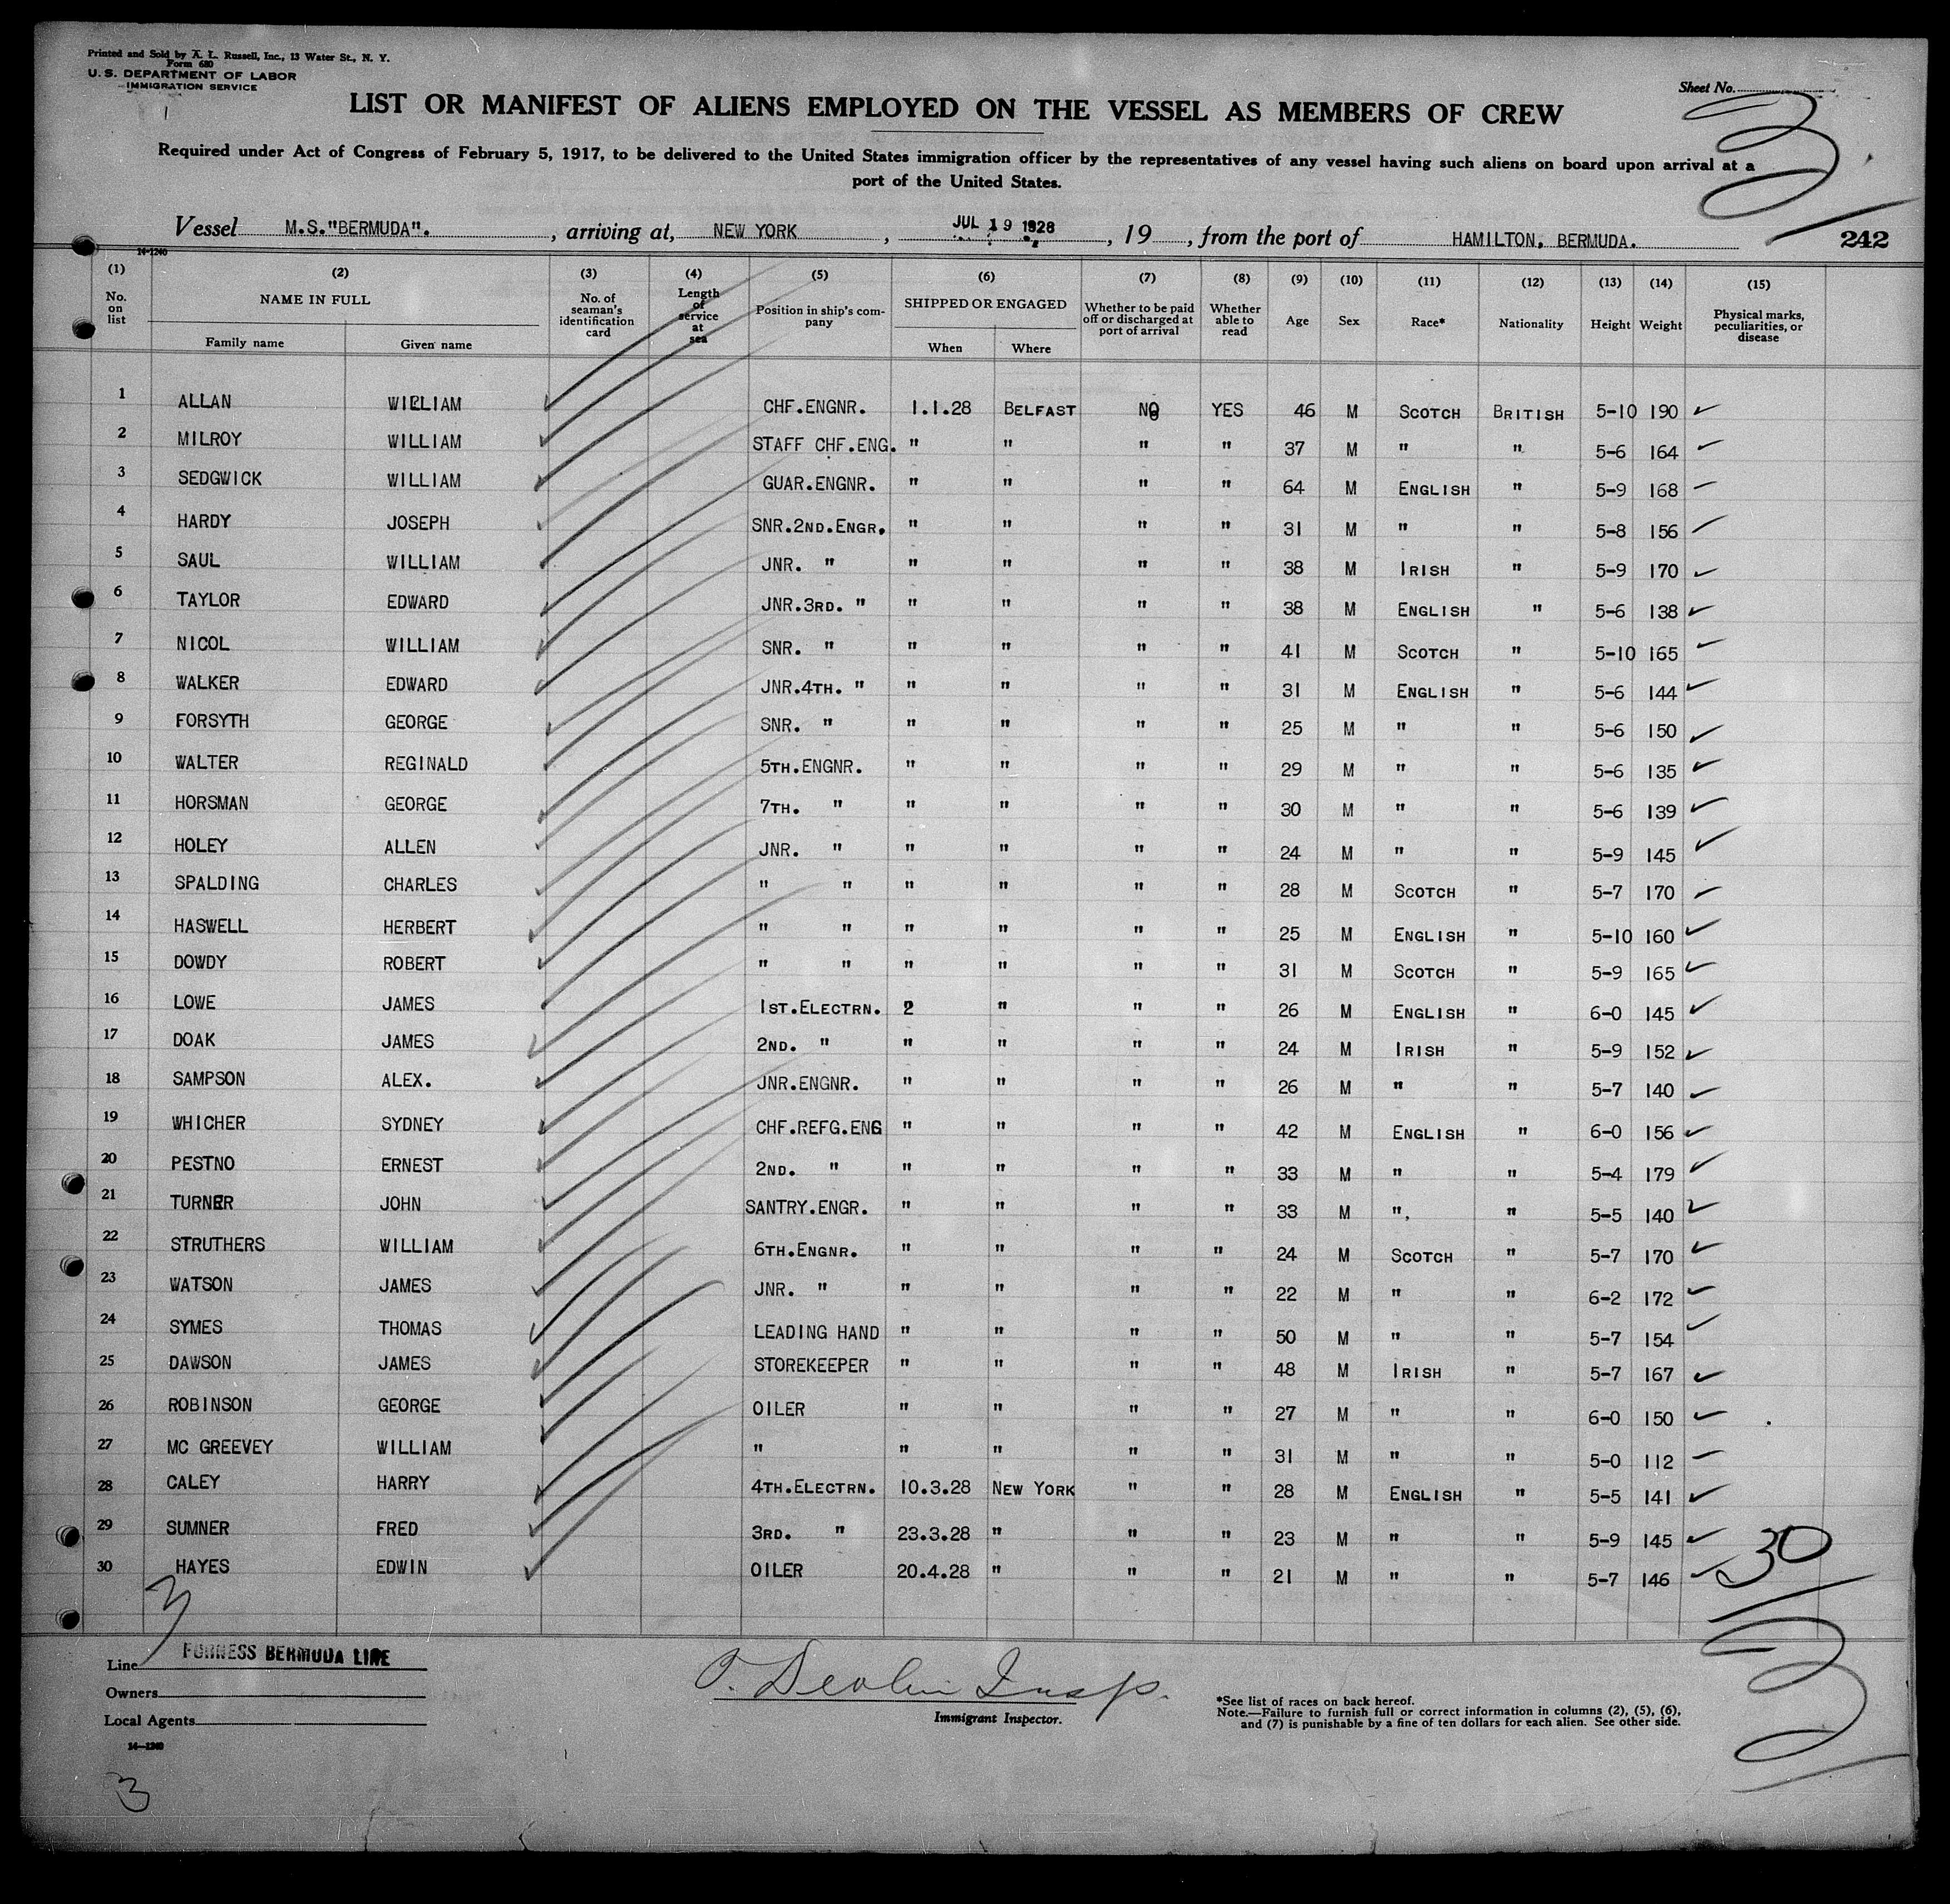 Printed and Sold by A. L. Russell, Inc., 13 Water St., N. Y.
Form 680
U. S. DEPARTMENT OF LABOR
IMMIGRATION SERVICE
Sheet No.
3
LIST OR MANIFEST OF ALIENS EMPLOYED ON THE VESSEL AS MEMBERS OF CREW
Required under Act of Congress of February 5, 1917, to be delivered to the United States immigration officer by the representatives of any vessel having such aliens on board upon arrival at a
port of the United States.
Vessel M.S."BERMUDA". , arriving at, NEW YORK , JUL 19 1928 , 19 , from the port of HAMILTON, BERMUDA. 242
14-1240
(1) (2) (3) (4) (5) (6) (7) (8) (9) (10) (11) (12) (13) (14) (15)
No. on list NAME IN FULL Family name Given name No. of seaman's identification card Length of service at sea Position in ship's company SHIPPED OR ENGAGED When Where Whether to be paid off or discharged at port of arrival Whether able to read Age Sex Race* Nationality Height Weight Physical marks, peculiarities, or disease
1 ALLAN WILLIAM CHF.ENGNR. 1.1.28 BELFAST NO YES 46 M SCOTCH BRITISH 5-10 190
2 MILROY WILLIAM STAFF CHF.ENG. " " " " 37 M " " 5-6 164
3 SEDGWICK WILLIAM GUAR.ENGNR. " " " " 64 M ENGLISH " 5-9 168
4 HARDY JOSEPH SNR.2ND.ENGR. " " " " 31 M " " 5-8 156
5 SAUL WILLIAM JNR. " " " " " 38 M IRISH " 5-9 170
6 TAYLOR EDWARD JNR.3RD. " " " " " 38 M ENGLISH " 5-6 138
7 NICOL WILLIAM SNR. " " " " " 41 M SCOTCH " 5-10 165
8 WALKER EDWARD JNR.4TH. " " " " " 31 M ENGLISH " 5-6 144
9 FORSYTH GEORGE SNR. " " " " " 25 M " " 5-6 150
10 WALTER REGINALD 5TH.ENGNR. " " " " 29 M " " 5-6 135
11 HORSMAN GEORGE 7TH. " " " " " 30 M " " 5-6 139
12 HOLEY ALLEN JNR. " " " " " 24 M " " 5-9 145
13 SPALDING CHARLES " " " " " " 28 M SCOTCH " 5-7 170
14 HASWELL HERBERT " " " " " " 25 M ENGLISH " 5-10 160
15 DOWDY ROBERT " " " " " " 31 M SCOTCH " 5-9 165
16 LOWE JAMES 1ST.ELECTRN. 2 " " " 26 M ENGLISH " 6-0 145
17 DOAK JAMES 2ND. " " " " " 24 M IRISH " 5-9 152
18 SAMPSON ALEX. JNR.ENGNR. " " " " 26 M " " 5-7 140
19 WHICHER SYDNEY CHF.REFG.ENG " " " " 42 M ENGLISH " 6-0 156
20 PESTNO ERNEST 2ND. " " " " " 33 M " " 5-4 179
21 TURNER JOHN SANTRY.ENGR. " " " " 33 M ", " 5-5 140
22 STRUTHERS WILLIAM 6TH.ENGNR. " " " " 24 M SCOTCH " 5-7 170
23 WATSON JAMES JNR. " " " " " 22 M " " 6-2 172
24 SYMES THOMAS LEADING HAND " " " " 50 M " " 5-7 154
25 DAWSON JAMES STOREKEEPER " " " " 48 M IRISH " 5-7 167
26 ROBINSON GEORGE OILER " " " " 27 M " " 6-0 150
27 MC GREEVEY WILLIAM " " " " " 31 M " " 5-0 112
28 CALEY HARRY 4TH.ELECTRN. 10.3.28 NEW YORK " " 28 M ENGLISH " 5-5 141
29 SUMNER FRED 3RD. " 23.3.28 " " " 23 M " " 5-9 145
30 HAYES EDWIN OILER 20.4.28 " " " 21 M " " 5-7 146
30
3
Line FURNESS BERMUDA LINE
Owners
Local Agents
14-1240
O. Devlin Insp.
Immigrant Inspector.
*See list of races on back hereof.
Note.—Failure to furnish full or correct information in columns (2), (5), (6),
and (7) is punishable by a fine of ten dollars for each alien. See other side.
3